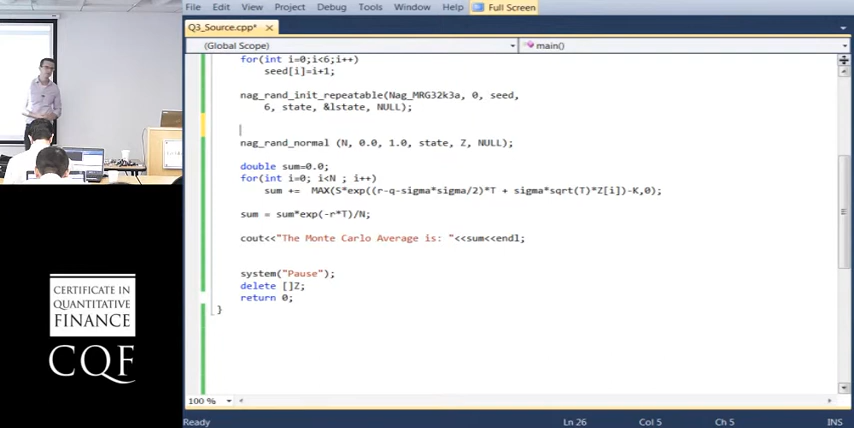 File Edit View Project Debug Tools Window Help Full Screen
Q3_Source.cpp*
(Global Scope) main()
for(int i=0;i<6;i++)
seed[i]=i+1;
nag_rand_init_repeatable(Nag_MRG32k3a, 0, seed,
6, state, &lstate, NULL);
nag_rand_normal (N, 0.0, 1.0, state, Z, NULL);
double sum=0.0;
for(int i=0; i<N ; i++)
sum += MAX(S*exp((r-q-sigma*sigma/2)*T + sigma*sqrt(T)*Z[i])-K,0);
sum = sum*exp(-r*T)/N;
cout<<"The Monte Carlo Average is: "<<sum<<endl;
system("Pause");
delete []Z;
return 0;
}
100 %
Ready Ln 26 Col 5 Ch 5 INS
CERTIFICATE IN
QUANTITATIVE
FINANCE
CQF